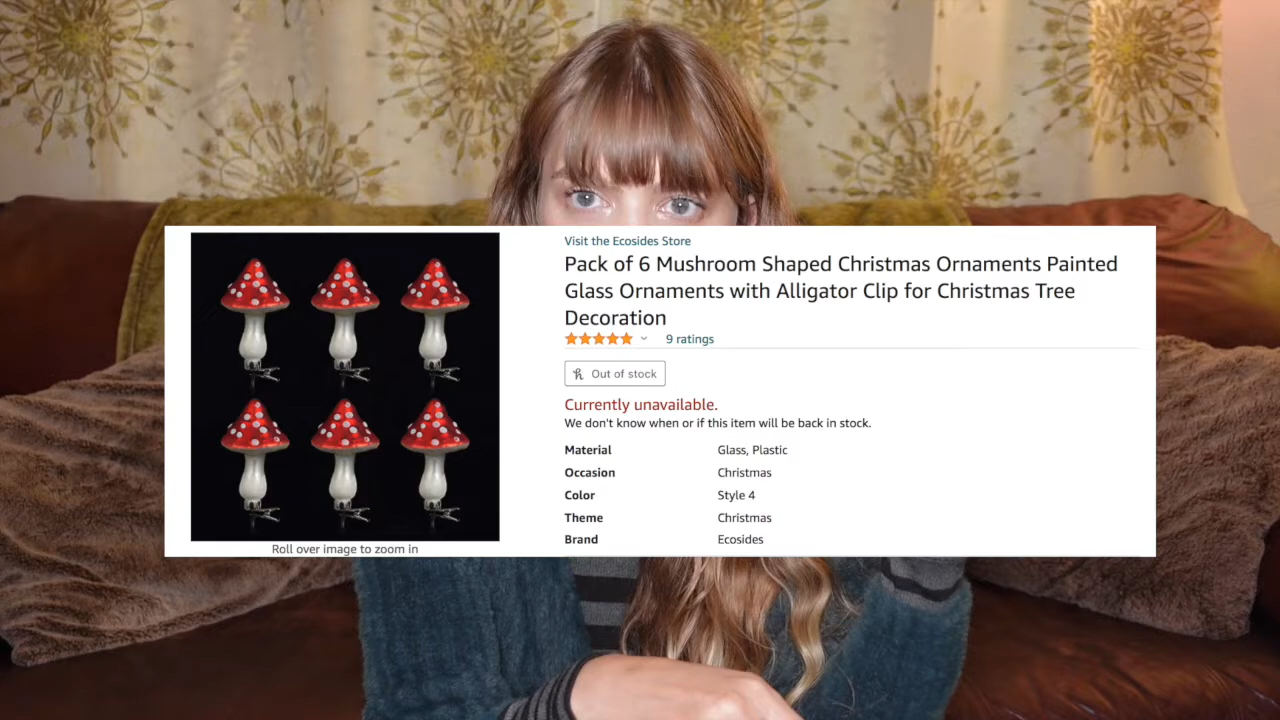 Visit the Ecosides Store
Pack of 6 Mushroom Shaped Christmas Ornaments Painted
Glass Ornaments with Alligator Clip for Christmas Tree
Decoration
9 ratings
Out of stock
Currently unavailable.
We don't know when or if this item will be back in stock.
Material Glass, Plastic
Occasion Christmas
Color Style 4
Theme Christmas
Brand Ecosides
Roll over image to zoom in